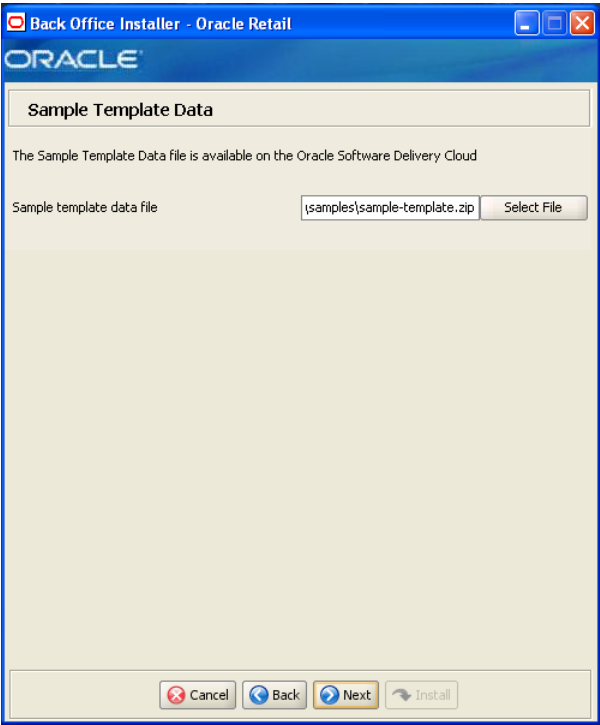 Back Office Installer - Oracle Retail
ORACLE
Sample Template Data
The Sample Template Data file is available on the Oracle Software Delivery Cloud
Sample template data file \samples\sample-template.zip Select File
Cancel Back Next Install